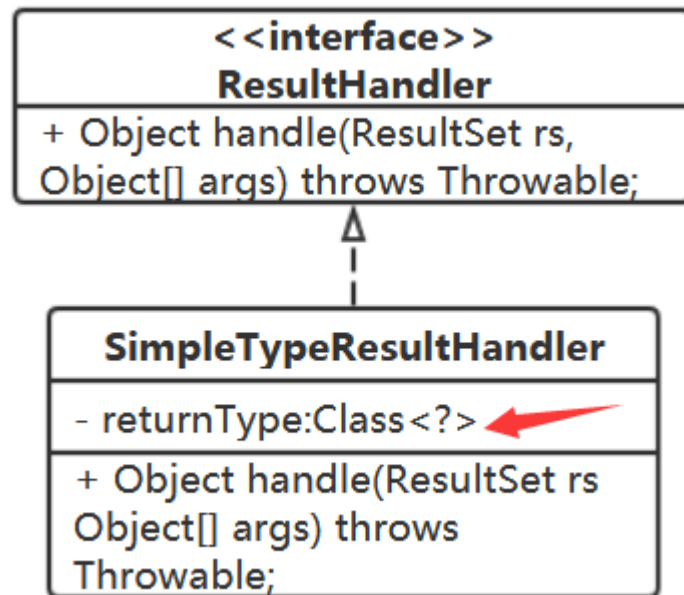 <<interface>>
ResultHandler
+ Object handle(ResultSet rs,
Object[] args) throws Throwable;
SimpleTypeResultHandler
- returnType:Class<?>
+ Object handle(ResultSet rs
Object[] args) throws
Throwable;